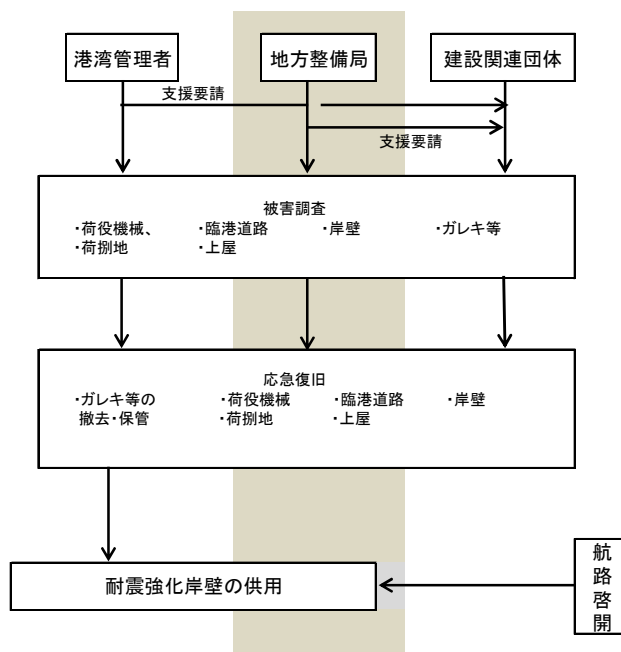 港湾管理者
地方整備局
建設関連団体
支援要請
支援要請
被害調査
・荷役機械、 ・臨港道路 ・岸壁 ・ガレキ等
・荷捌地 ・上屋
応急復旧
・ガレキ等の ・荷役機械 ・臨港道路 ・岸壁
撤去・保管 ・荷捌地 ・上屋
耐震強化岸壁の供用
航路啓開